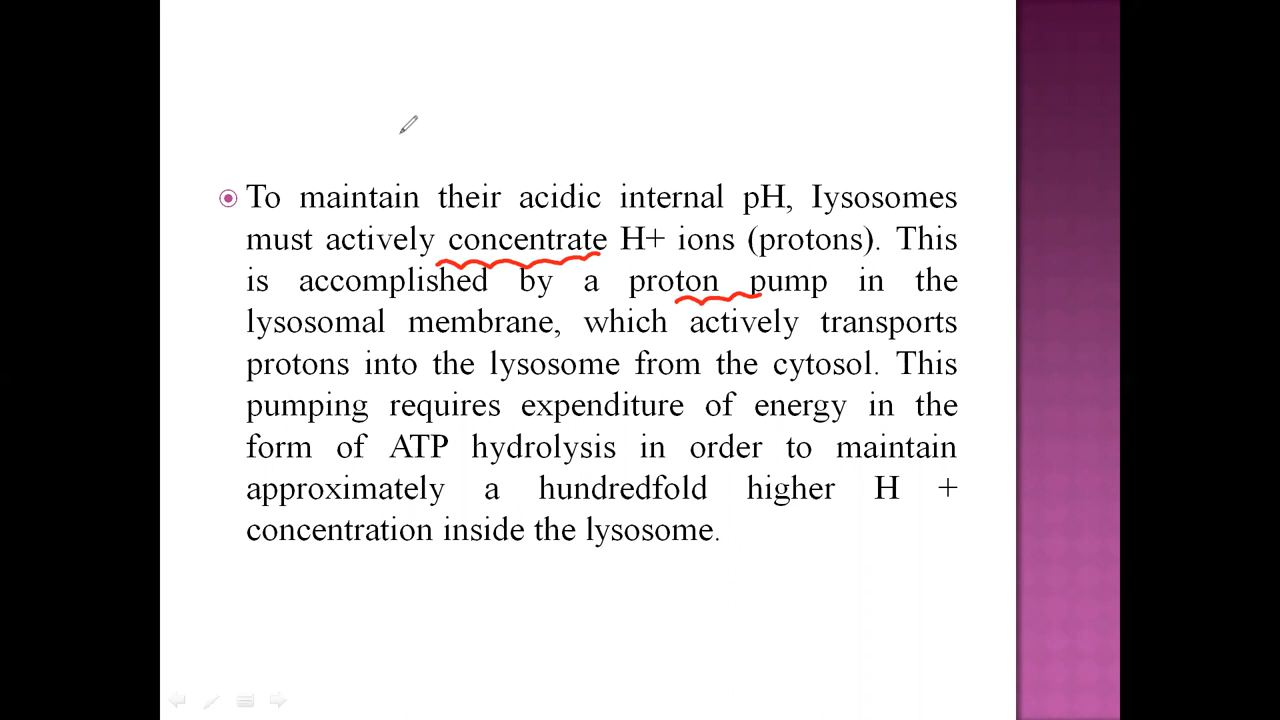 To maintain their acidic internal pH, Iysosomes
must actively concentrate H+ ions (protons). This
is accomplished by a proton pump in the
lysosomal membrane, which actively transports
protons into the lysosome from the cytosol. This
pumping requires expenditure of energy in the
form of ATP hydrolysis in order to maintain
approximately a hundredfold higher H +
concentration inside the lysosome.